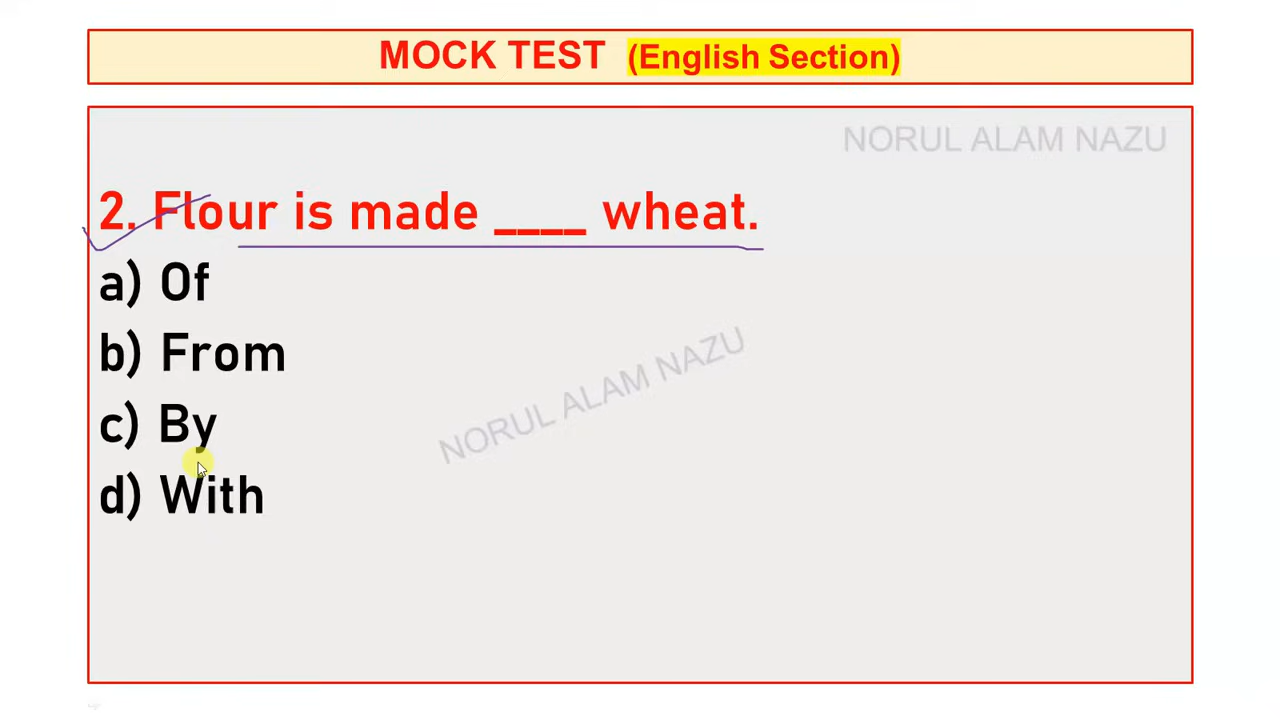 MOCK TEST (English Section)
NORUL ALAM NAZU
2. Flour is made ____ wheat.
a) Of
b) From
NORUL ALAM NAZU
c) By
d) With